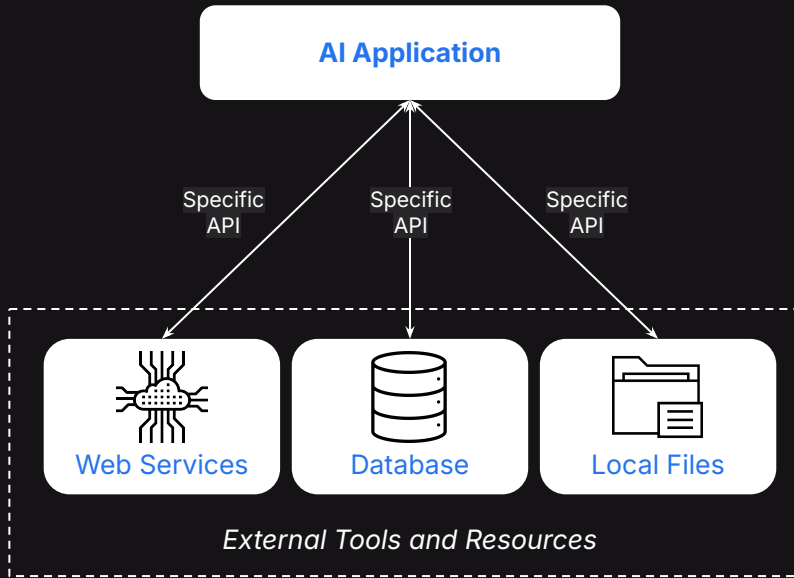 AI Application
Specific
API
Specific
API
Specific
API
Web Services
Database
Local Files
External Tools and Resources